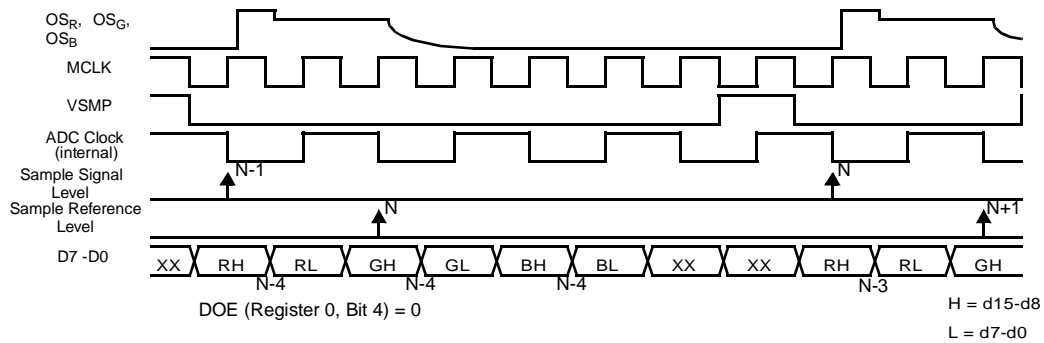 OSR, OSG,
OSB
MCLK
VSMP
ADC Clock
(internal)
Sample Signal
Level
N-1
N
Sample Reference
Level
N
N+1
D7 -D0
XX RH RL GH GL BH BL XX XX RH RL GH
N-4 N-4 N-4 N-3
DOE (Register 0, Bit 4) = 0
H = d15-d8
L = d7-d0